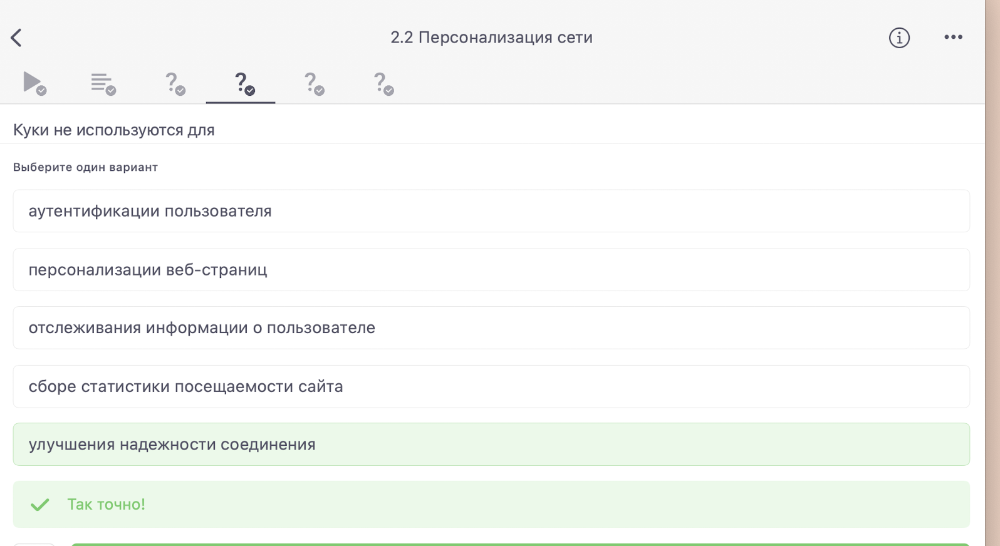 2.2 Персонализация сети
Куки не используются для
Выберите один вариант
аутентификации пользователя
персонализации веб-страниц
отслеживания информации о пользователе
сборе статистики посещаемости сайта
улучшения надежности соединения
Так точно!